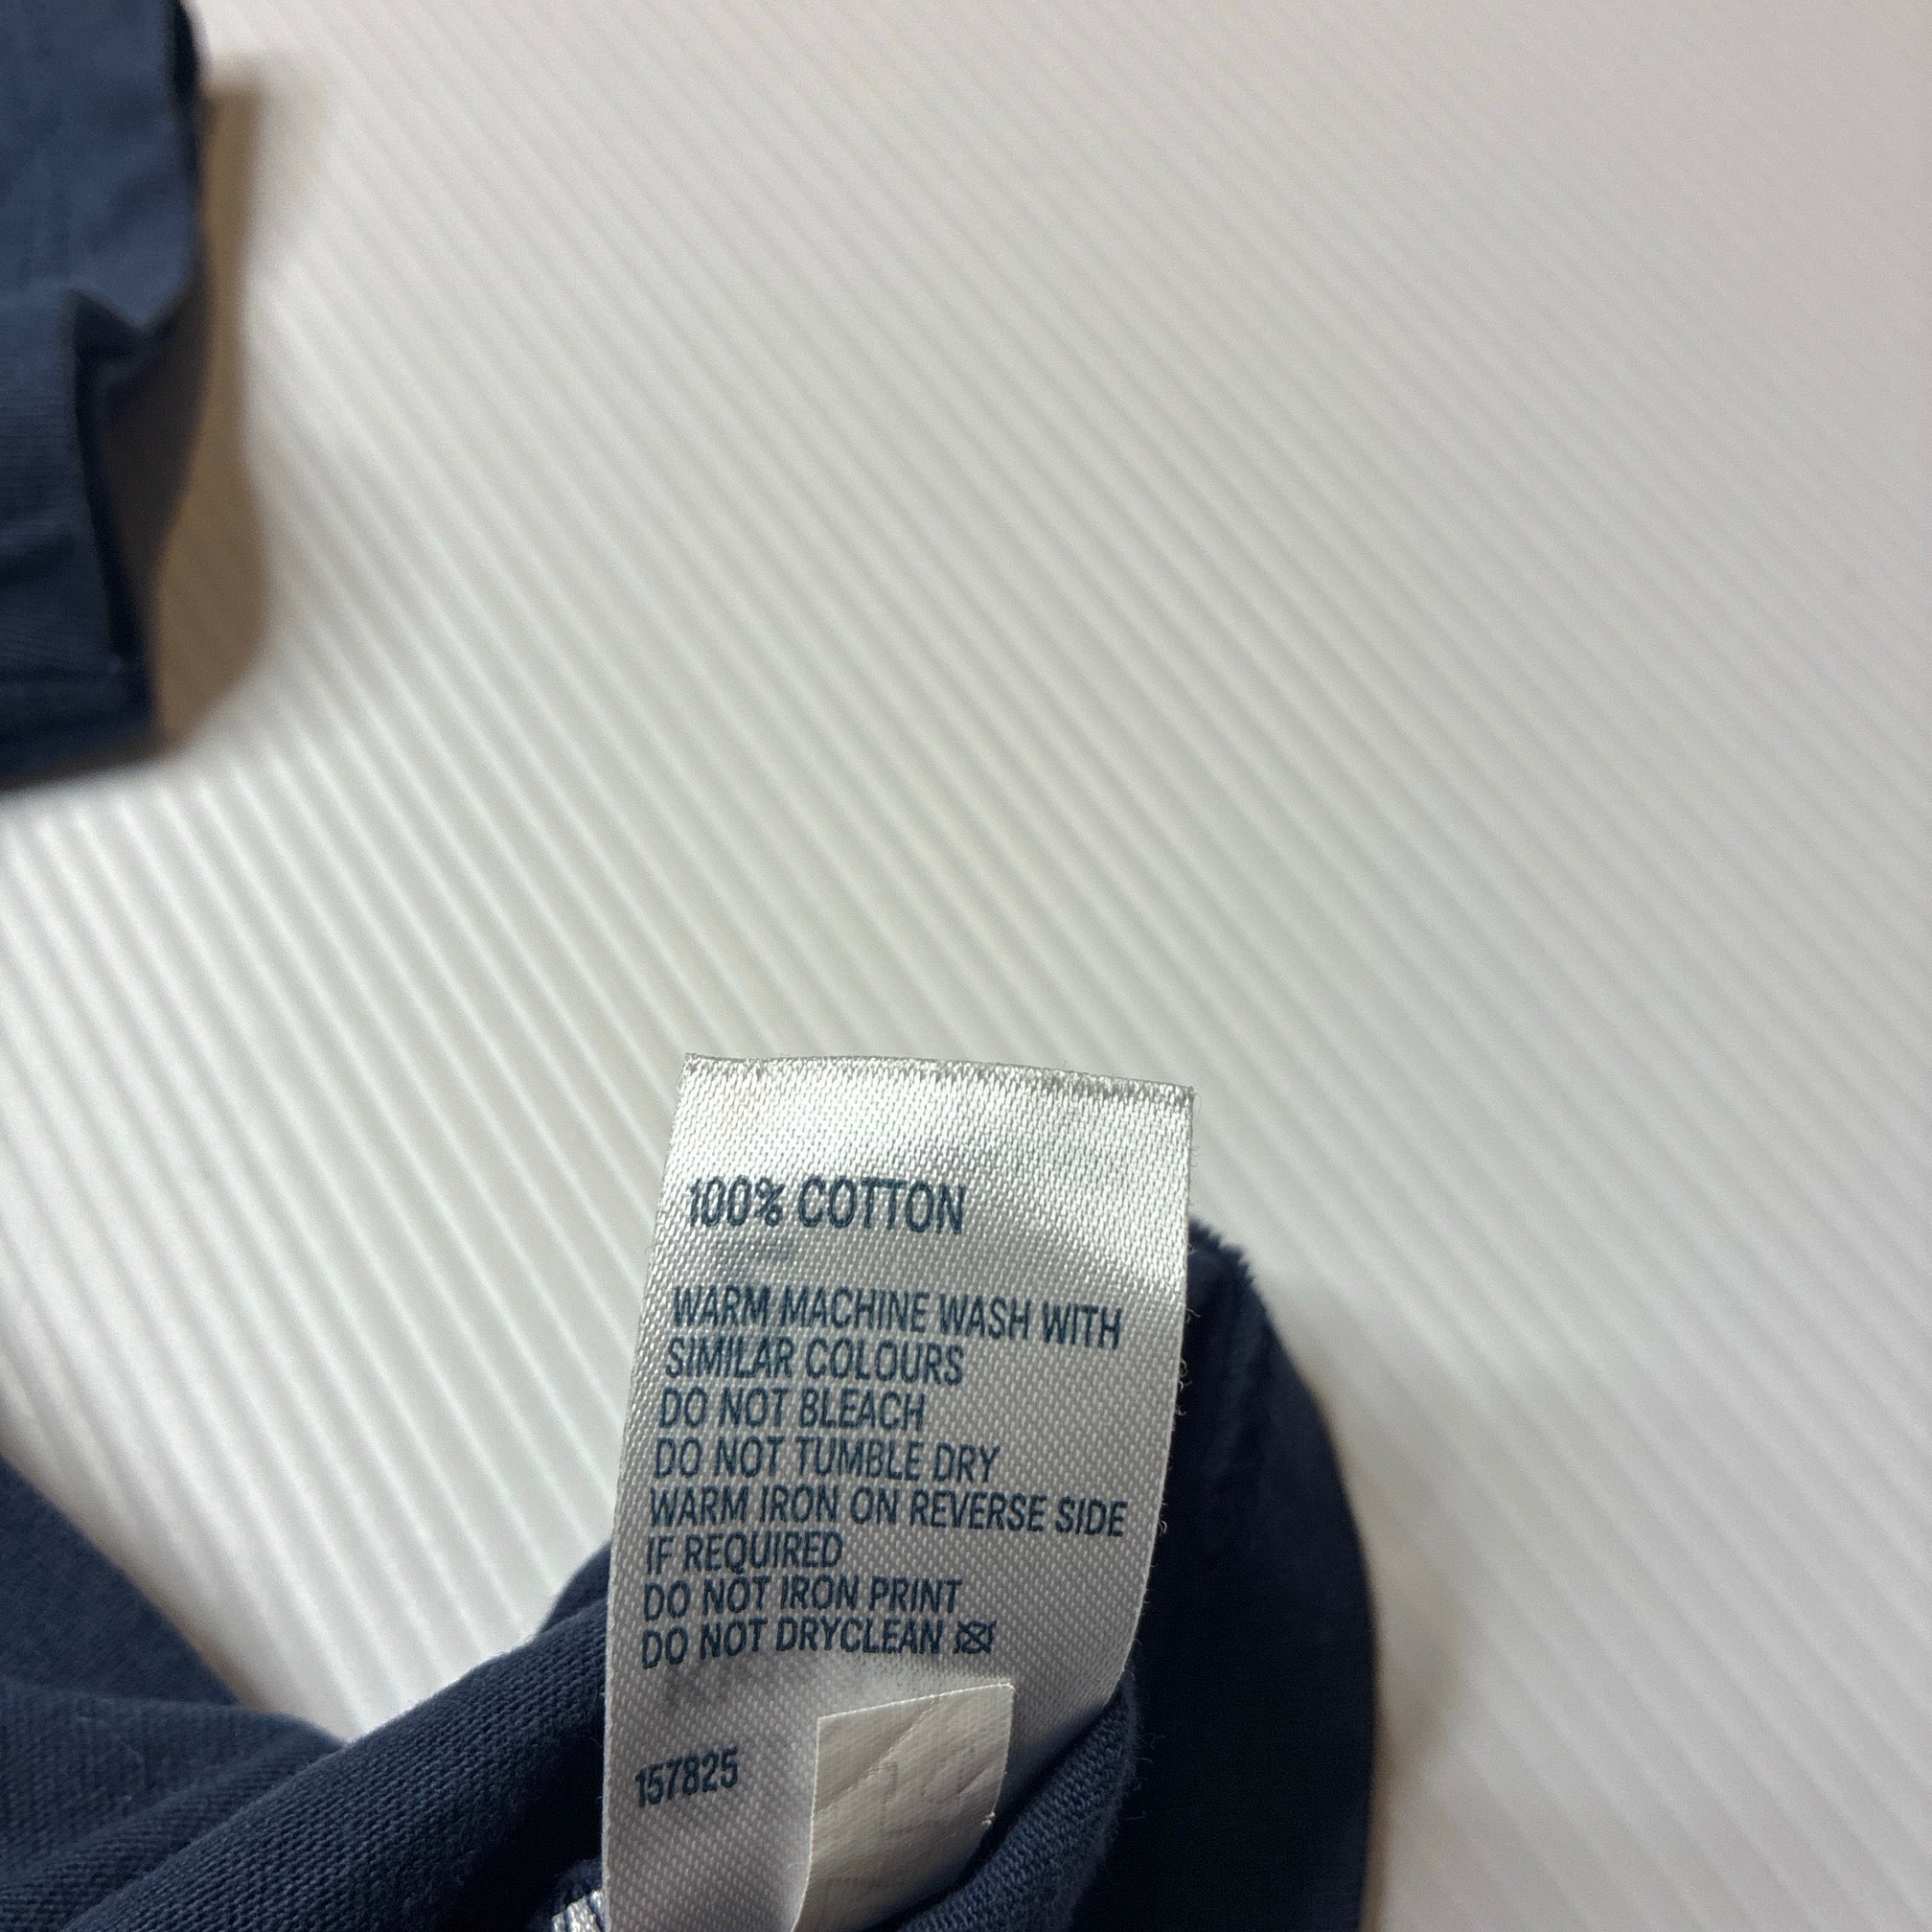 100% COTTON
WARM MACHINE WASH WITH
SIMILAR COLOURS
DO NOT BLEACH
DO NOT TUMBLE DRY
WARM IRON ON REVERSE SIDE
IF REQUIRED
DO NOT IRON PRINT
DO NOT DRYCLEAN
157825